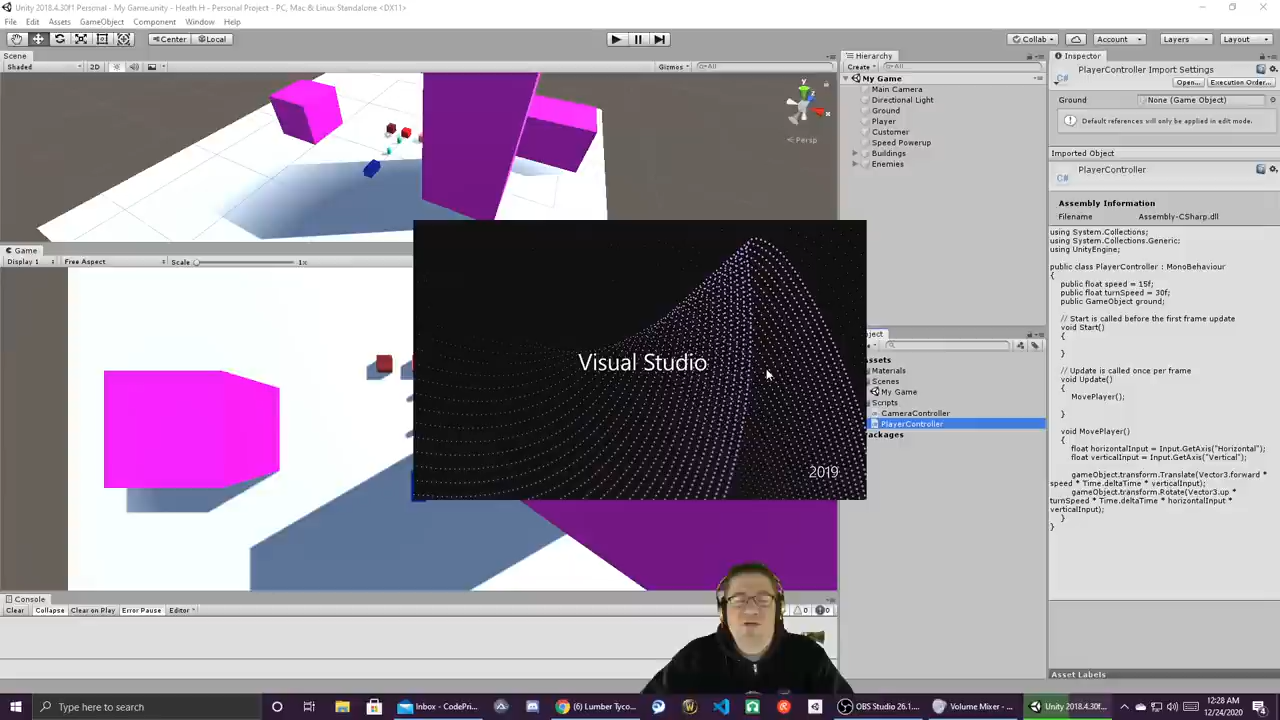 Unity 2018.4.30f1 Personal - My Game.unity - Heath H - Personal Project - PC, Mac & Linux Standalone <DX11>
File Edit Assets GameObject Component Window Help
Center Local
Collab Account Layers Layout
Scene
Shaded 2D Gizmos All
Persp
Game
Display 1 Free Aspect Scale 1x
Console
Clear Collapse Clear on Play Error Pause Editor
0 0
Hierarchy
Create All
My Game
Main Camera
Directional Light
Ground
Player
Customer
Speed Powerup
Buildings
Enemies
Visual Studio
2019
ject
Assets
Materials
Scenes
My Game
Scripts
CameraController
PlayerController
ackages
Inspector
PlayerController Import Settings
Open... Execution Order...
Ground None (Game Object)
Default references will only be applied in edit mode.
Imported Object
PlayerController
Assembly Information
Filename Assembly-CSharp.dll
using System.Collections;
using System.Collections.Generic;
using UnityEngine;
public class PlayerController : MonoBehaviour
{
public float speed = 15f;
public float turnSpeed = 30f;
public GameObject ground;
// Start is called before the first frame update
void Start()
{
}
// Update is called once per frame
void Update()
{
MovePlayer();
}
void MovePlayer()
{
float horizontalInput = Input.GetAxis("Horizontal");
float verticalInput = Input.GetAxis("Vertical");
gameObject.transform.Translate(Vector3.forward *
speed * Time.deltaTime * verticalInput);
gameObject.transform.Rotate(Vector3.up *
turnSpeed * Time.deltaTime * horizontalInput *
verticalInput);
}
}
Asset Labels
Type here to search
Inbox - CodePri...
(6) Lumber Tyco...
OBS Studio 26.1...
Volume Mixer - ...
Unity 2018.4.30f...
12:28 AM
12/24/2020